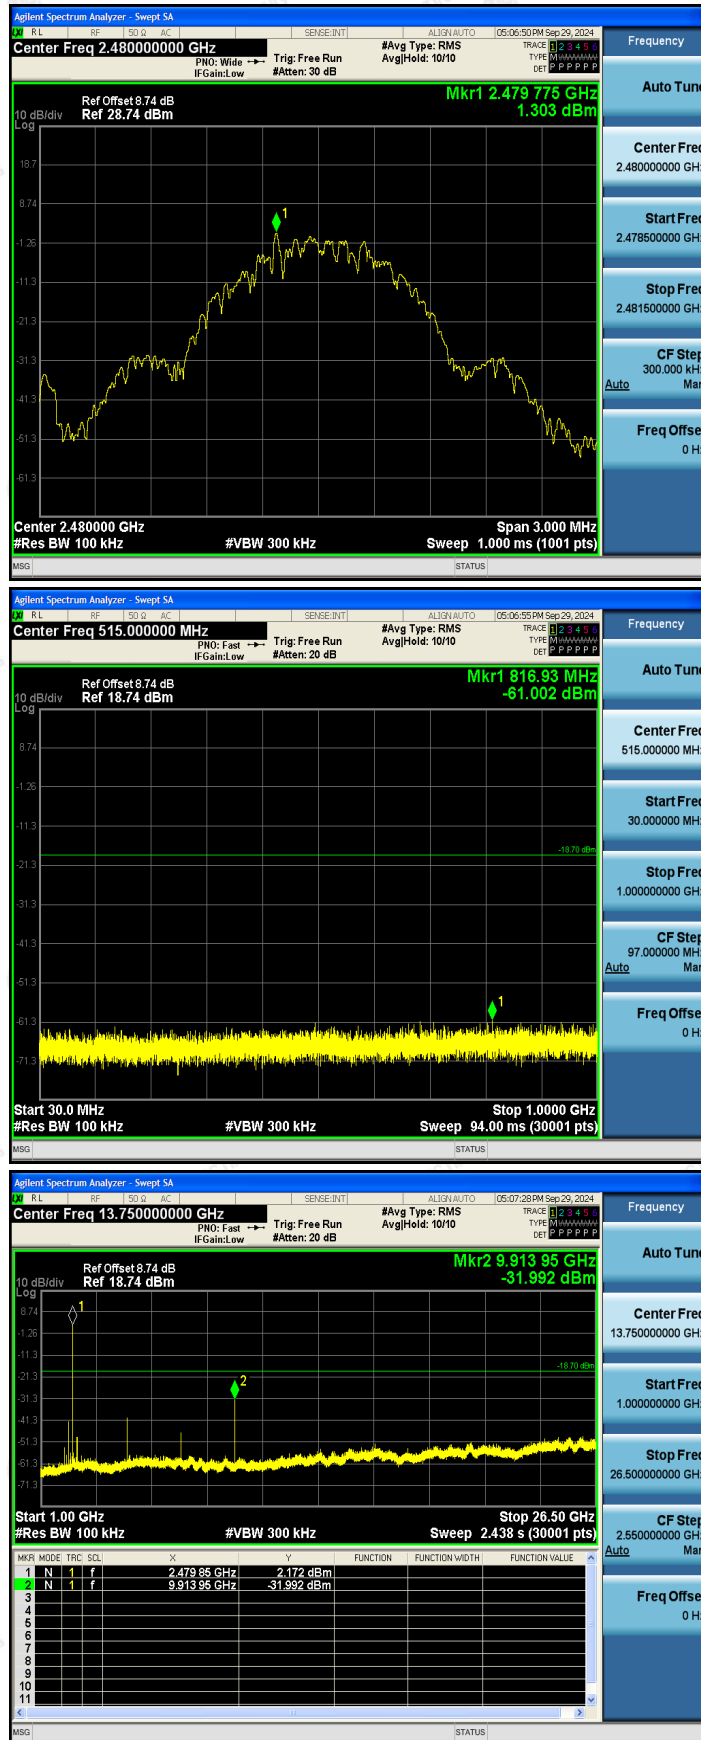 Agilent Spectrum Analyzer - Swept SA
LXI RL RF 50 Ω AC SENSE:INT ALIGN AUTO 05:06:50 PM Sep 29, 2024
Center Freq 2.480000000 GHz
PNO: Wide
IFGain:Low
Trig: Free Run
#Atten: 30 dB
#Avg Type: RMS
Avg|Hold: 10/10
TRACE 1 2 3 4 5 6
TYPE M
DET P P P P P P
Frequency
Auto Tune
Mkr1 2.479 775 GHz
1.303 dBm
Ref Offset 8.74 dB
10 dB/div Ref 28.74 dBm
Log
18.7
8.74
-1.26
-11.3
-21.3
-31.3
-41.3
-51.3
-61.3
1
Center 2.480000 GHz Span 3.000 MHz
#Res BW 100 kHz #VBW 300 kHz Sweep 1.000 ms (1001 pts)
Center Freq
2.480000000 GHz
Start Freq
2.478500000 GHz
Stop Freq
2.481500000 GHz
CF Step
300.000 kHz
Auto Man
Freq Offset
0 Hz
MSG STATUS
Agilent Spectrum Analyzer - Swept SA
LXI RL RF 50 Ω AC SENSE:INT ALIGN AUTO 05:06:55 PM Sep 29, 2024
Center Freq 515.000000 MHz
PNO: Fast
IFGain:Low
Trig: Free Run
#Atten: 20 dB
#Avg Type: RMS
Avg|Hold: 10/10
TRACE 1 2 3 4 5 6
TYPE M
DET P P P P P P
Frequency
Auto Tune
Mkr1 816.93 MHz
-61.002 dBm
Ref Offset 8.74 dB
10 dB/div Ref 18.74 dBm
Log
8.74
-1.26
-11.3
-21.3
-31.3
-41.3
-51.3
-61.3
-71.3
-18.70 dBm
1
Start 30.0 MHz Stop 1.0000 GHz
#Res BW 100 kHz #VBW 300 kHz Sweep 94.00 ms (30001 pts)
Center Freq
515.000000 MHz
Start Freq
30.000000 MHz
Stop Freq
1.000000000 GHz
CF Step
97.000000 MHz
Auto Man
Freq Offset
0 Hz
MSG STATUS
Agilent Spectrum Analyzer - Swept SA
LXI RL RF 50 Ω AC SENSE:INT ALIGN AUTO 05:07:28 PM Sep 29, 2024
Center Freq 13.750000000 GHz
PNO: Fast
IFGain:Low
Trig: Free Run
#Atten: 20 dB
#Avg Type: RMS
Avg|Hold: 10/10
TRACE 1 2 3 4 5 6
TYPE M
DET P P P P P P
Frequency
Auto Tune
Mkr2 9.913 95 GHz
-31.992 dBm
Ref Offset 8.74 dB
10 dB/div Ref 18.74 dBm
Log
8.74
-1.26
-11.3
-21.3
-31.3
-41.3
-51.3
-61.3
-71.3
-18.70 dBm
1
2
Start 1.00 GHz Stop 26.50 GHz
#Res BW 100 kHz #VBW 300 kHz Sweep 2.438 s (30001 pts)
Center Freq
13.750000000 GHz
Start Freq
1.000000000 GHz
Stop Freq
26.500000000 GHz
CF Step
2.550000000 GHz
Auto Man
Freq Offset
0 Hz
MKR MODE TRC SCL X Y FUNCTION FUNCTION WIDTH FUNCTION VALUE
1 N 1 f 2.479 85 GHz 2.172 dBm
2 N 1 f 9.913 95 GHz -31.992 dBm
3
4
5
6
7
8
9
10
11
MSG STATUS